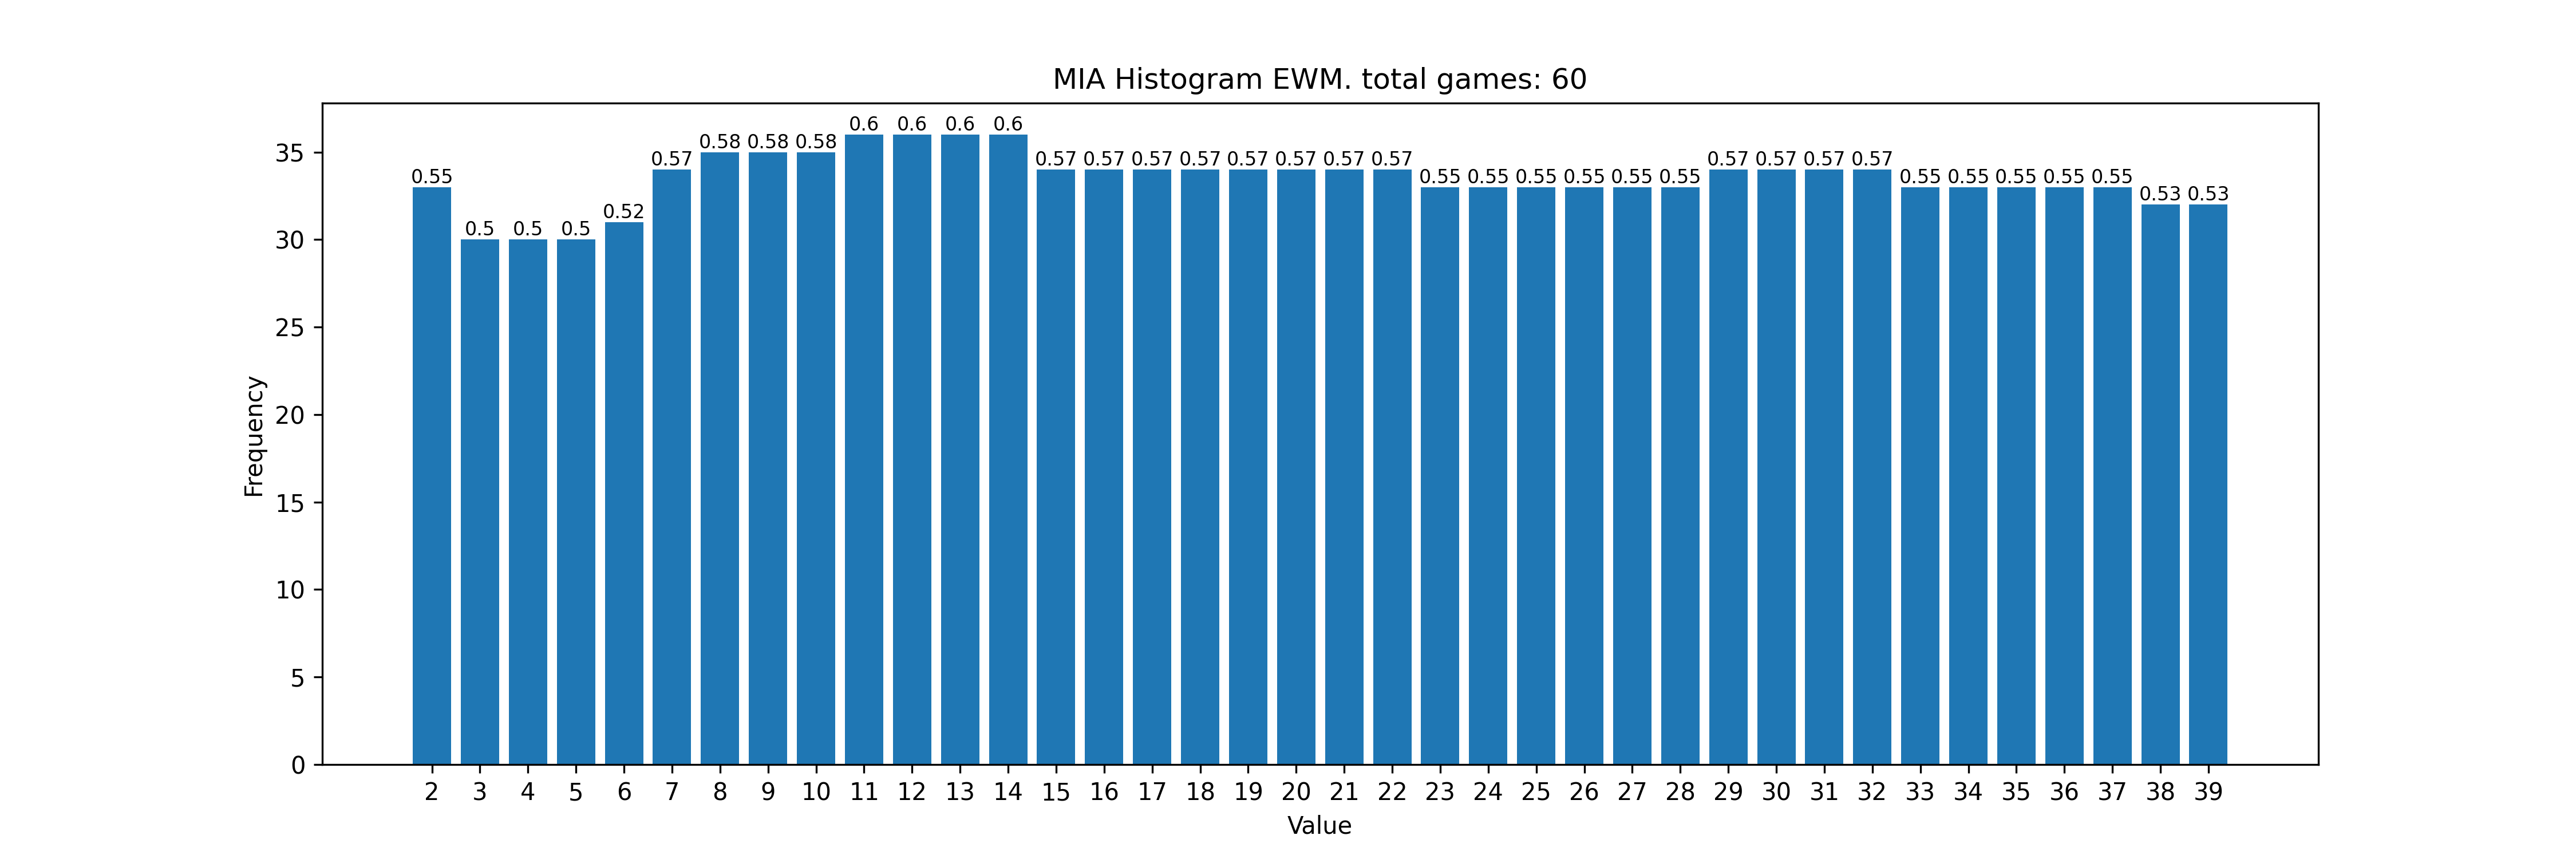 MIA Histogram EWM. total games: 60
0.55 0.5 0.5 0.5 0.52 0.57 0.58 0.58 0.58 0.6 0.6 0.6 0.6 0.57 0.57 0.57 0.57 0.57 0.57 0.57 0.57 0.55 0.55 0.55 0.55 0.55 0.55 0.57 0.57 0.57 0.57 0.55 0.55 0.55 0.55 0.55 0.53 0.53
35
30
25
20
15
10
5
0
Frequency
2 3 4 5 6 7 8 9 10 11 12 13 14 15 16 17 18 19 20 21 22 23 24 25 26 27 28 29 30 31 32 33 34 35 36 37 38 39
Value